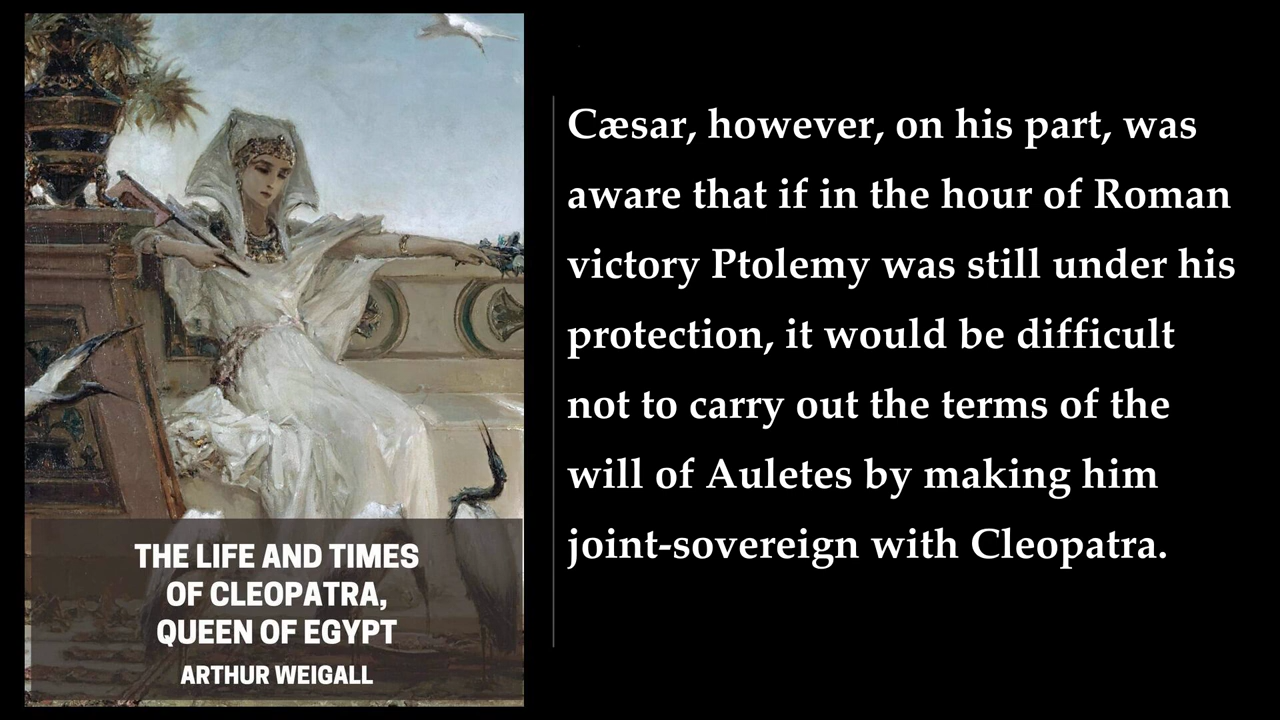 THE LIFE AND TIMES
OF CLEOPATRA,
QUEEN OF EGYPT
ARTHUR WEIGALL
Cæsar, however, on his part, was
aware that if in the hour of Roman
victory Ptolemy was still under his
protection, it would be difficult
not to carry out the terms of the
will of Auletes by making him
joint-sovereign with Cleopatra.